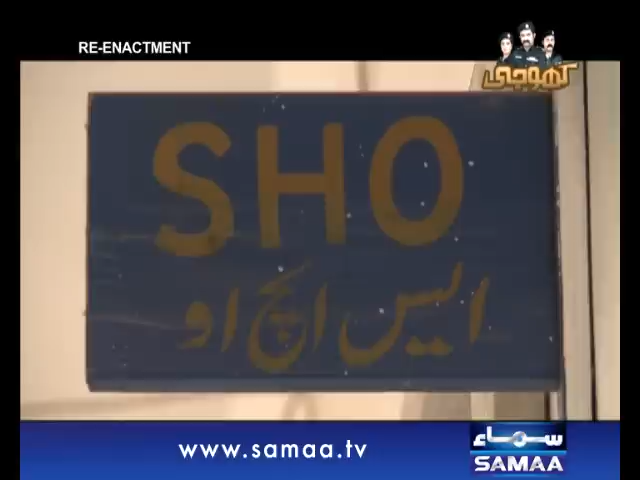 RE-ENACTMENT
کھوجی
SHO
ایس ایچ او
www.samaa.tv
سماء
SAMAA